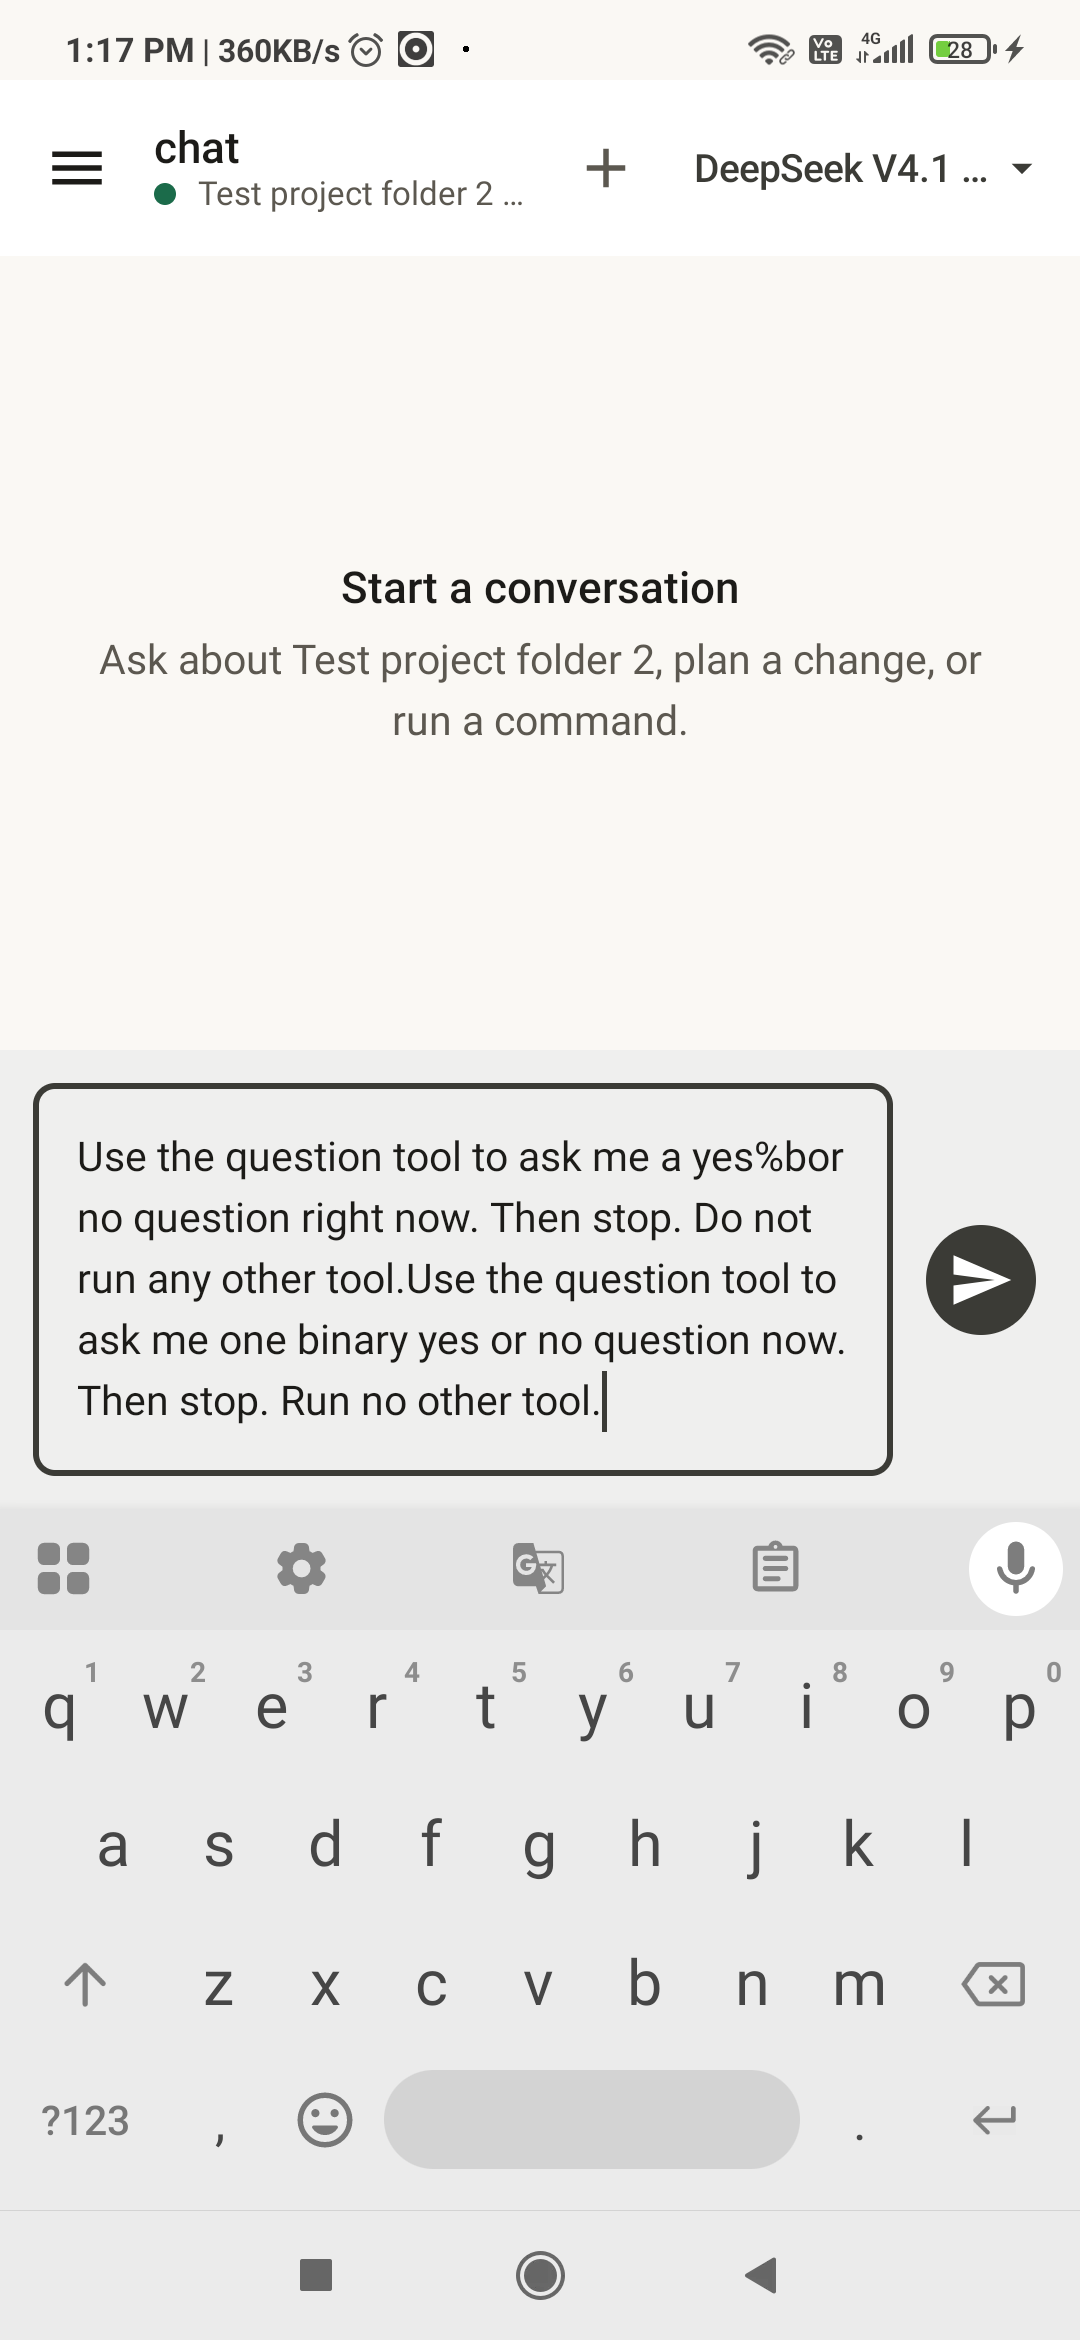 1:17 PM | 360KB/s
Vo LTE 4G 28
chat
Test project folder 2 ...
DeepSeek V4.1 ...
Start a conversation
Ask about Test project folder 2, plan a change, or
run a command.
Use the question tool to ask me a yes%bor
no question right now. Then stop. Do not
run any other tool.Use the question tool to
ask me one binary yes or no question now.
Then stop. Run no other tool.
G 文
1 2 3 4 5 6 7 8 9 0
q w e r t y u i o p
a s d f g h j k l
z x c v b n m
?123 , .